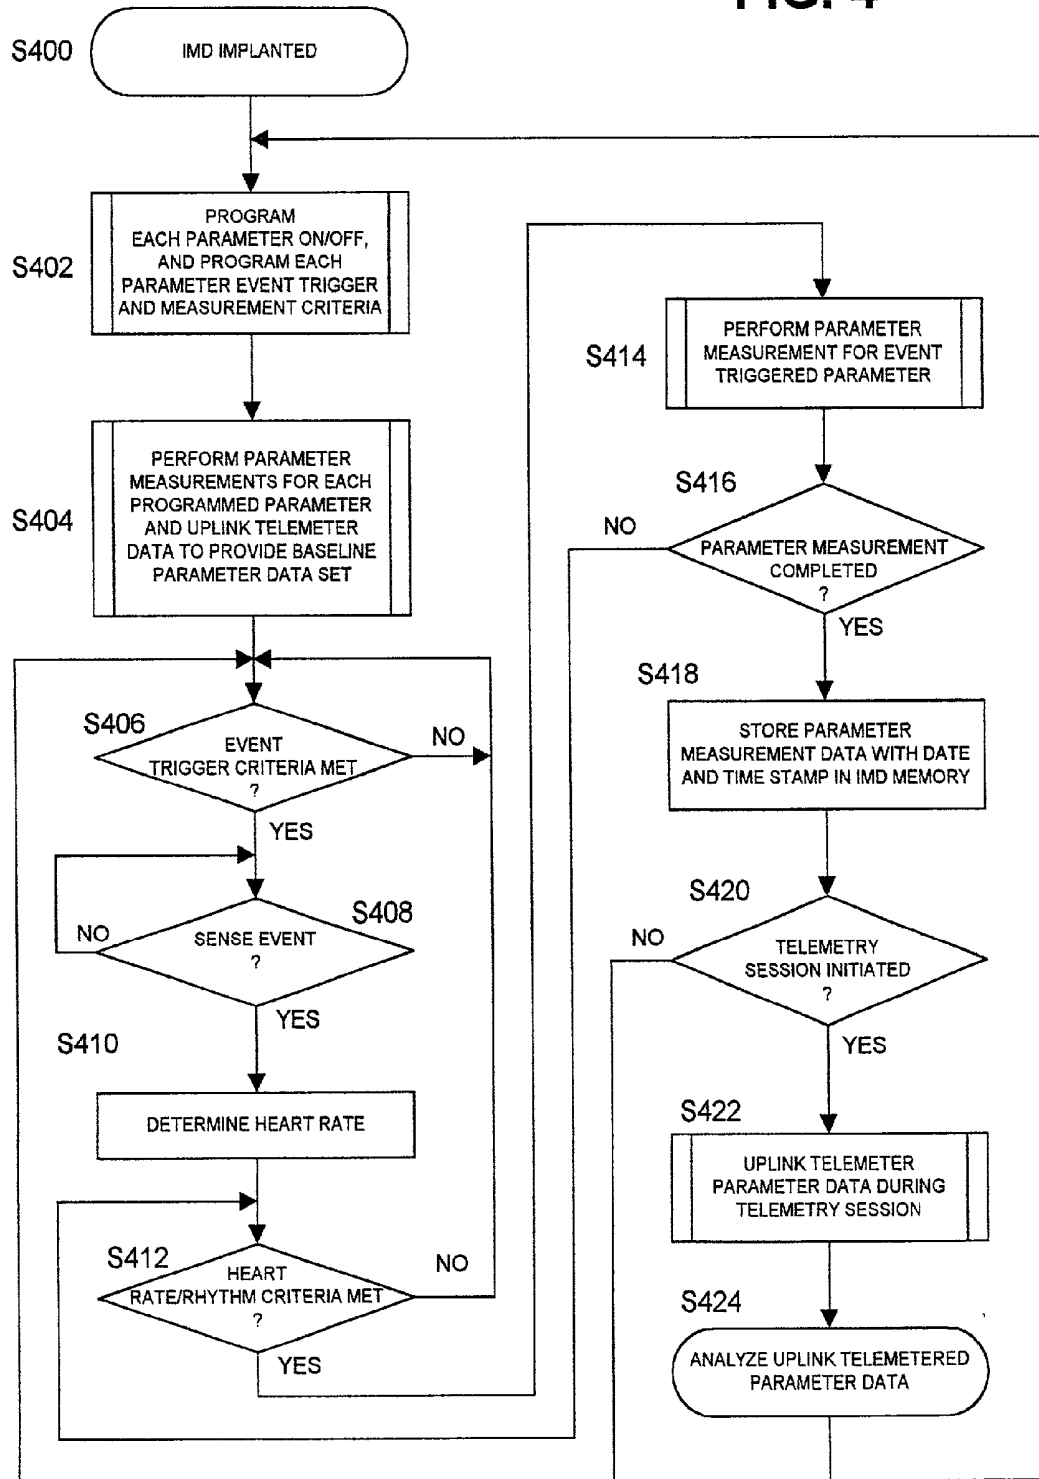 FIG. 4
S400
IMD IMPLANTED
S402
PROGRAM
EACH PARAMETER ON/OFF,
AND PROGRAM EACH
PARAMETER EVENT TRIGGER
AND MEASUREMENT CRITERIA
S404
PERFORM PARAMETER
MEASUREMENTS FOR EACH
PROGRAMMED PARAMETER
AND UPLINK TELEMETER
DATA TO PROVIDE BASELINE
PARAMETER DATA SET
S406
EVENT
TRIGGER CRITERIA MET
?
NO
YES
S408
SENSE EVENT
?
NO
YES
S410
DETERMINE HEART RATE
S412
HEART
RATE/RHYTHM CRITERIA MET
?
NO
YES
S414
PERFORM PARAMETER
MEASUREMENT FOR EVENT
TRIGGERED PARAMETER
S416
PARAMETER MEASUREMENT
COMPLETED
?
NO
YES
S418
STORE PARAMETER
MEASUREMENT DATA WITH DATE
AND TIME STAMP IN IMD MEMORY
S420
TELEMETRY
SESSION INITIATED
?
NO
YES
S422
UPLINK TELEMETER
PARAMETER DATA DURING
TELEMETRY SESSION
S424
ANALYZE UPLINK TELEMETERED
PARAMETER DATA